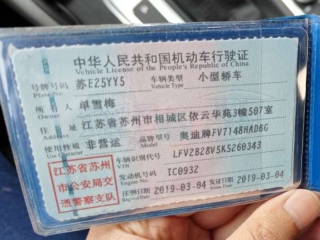 中华人民共和国机动车行驶证
Vehicle License of the People's Republic of China
号牌号码 苏E25YY5 车辆类型 小型轿车
Vehicle Type
所有人 单雪梅
住址 江苏省苏州市相城区依云华苑3幢507室
使用性质 非营运 品牌型号 奥迪牌FV7148HADBG
江苏省苏州市公安局交通警察支队
车辆识别代号 LFV2B28V5K5260343
发动机号码 TC0932
注册日期 2019-03-04 发证日期 2019-03-04